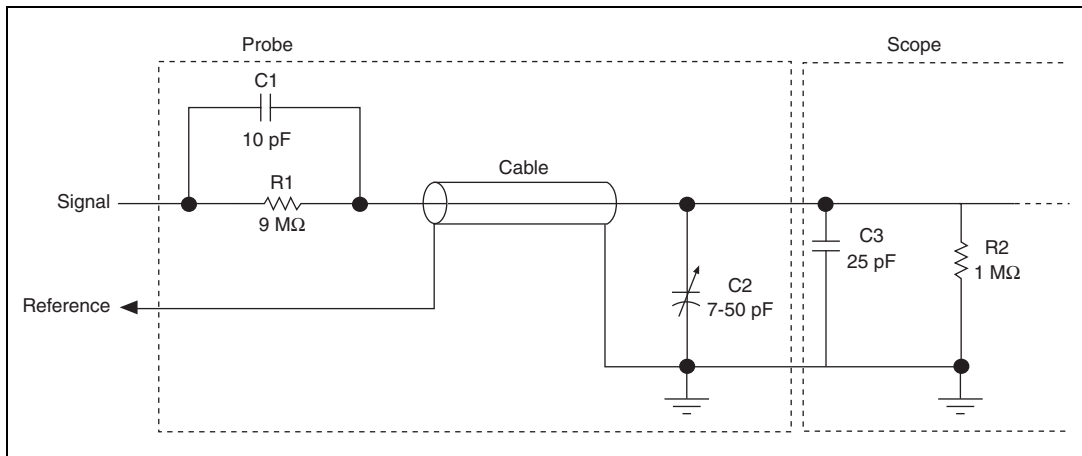 Probe
Scope
C1
10 pF
Cable
Signal
R1
9 MΩ
C3
25 pF
R2
1 MΩ
Reference
C2
7-50 pF